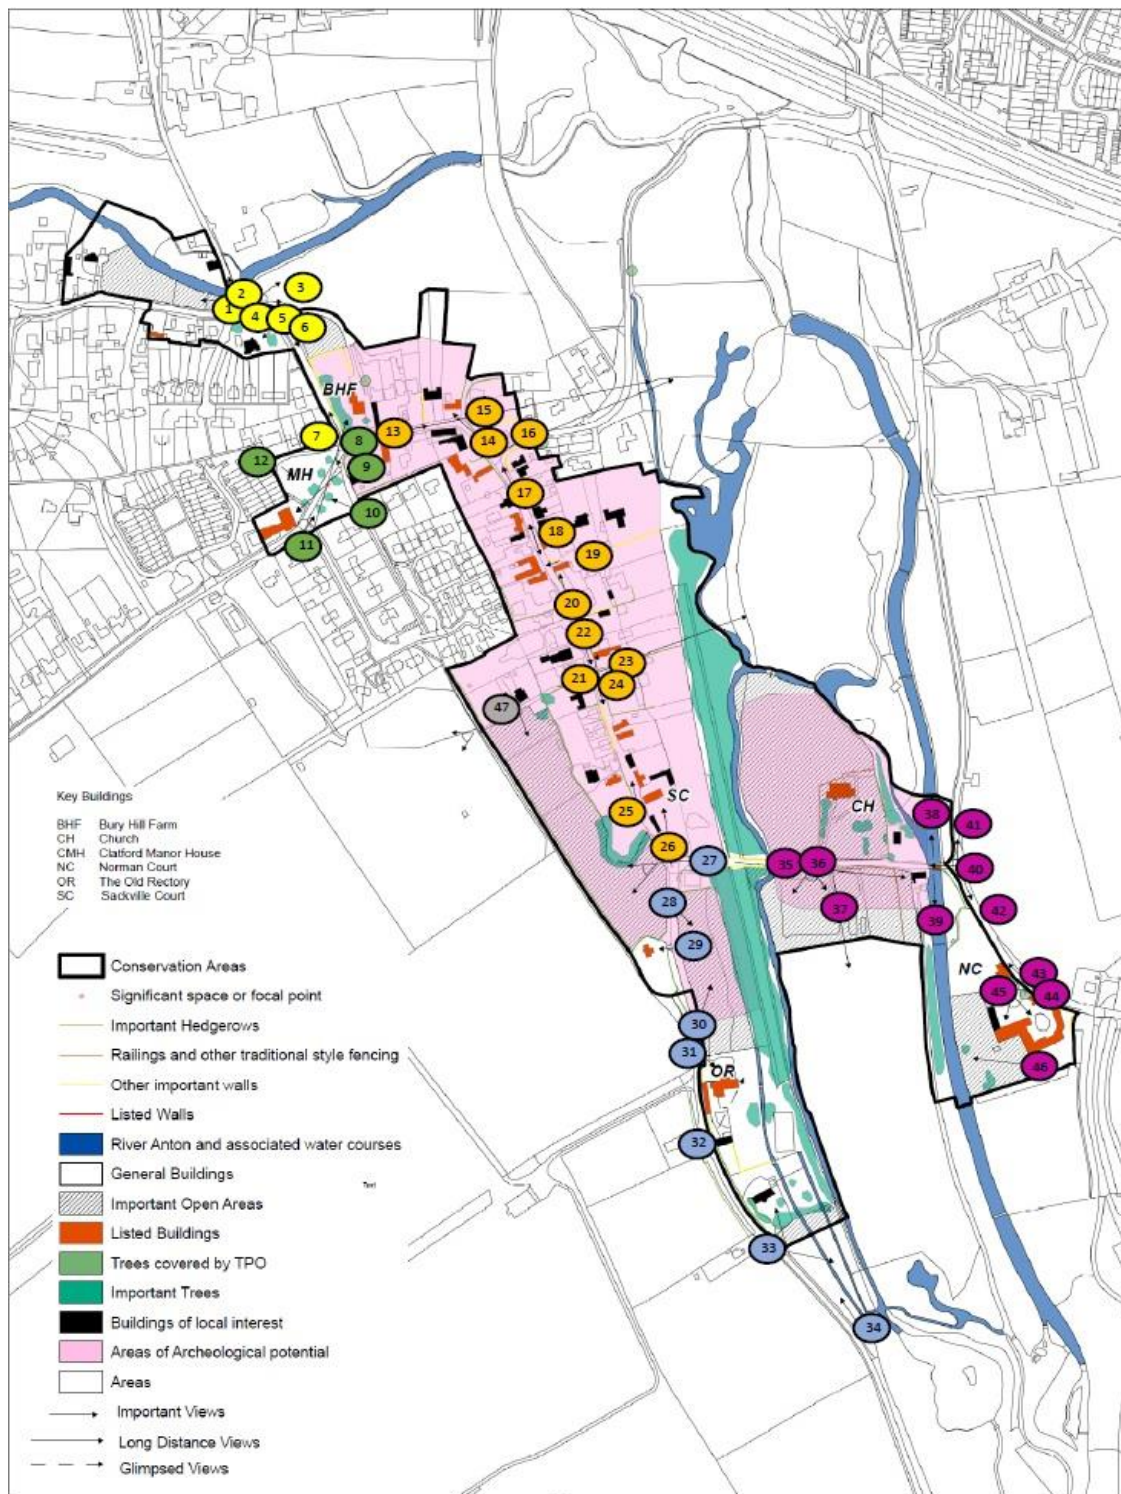 3
2
1
4
5
6
BHF
15
13
16
7
8
14
12
9
MH
17
10
18
11
19
20
22
23
21
24
47
Key Buildings
BHF Bury Hill Farm
CH Church
CMH Clatford Manor House
NC Norman Court
OR The Old Rectory
SC Sackville Court
SC
CH
25
38
41
26
27
35
36
40
28
37
42
39
29
NC
43
45
44
30
31
OR
46
32
33
34
Conservation Areas
Significant space or focal point
Important Hedgerows
Railings and other traditional style fencing
Other important walls
Listed Walls
River Anton and associated water courses
General Buildings
Text
Important Open Areas
Listed Buildings
Trees covered by TPO
Important Trees
Buildings of local interest
Areas of Archeological potential
Areas
Important Views
Long Distance Views
Glimpsed Views